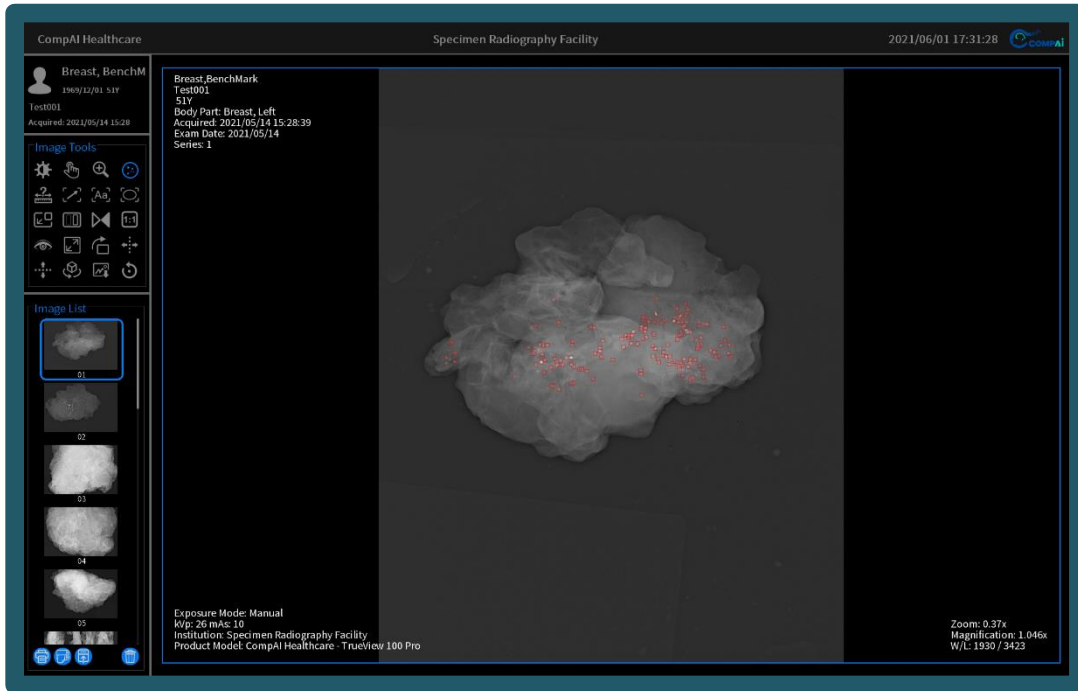 CompAI Healthcare
Specimen Radiography Facility
2021/06/01 17:31:28
COMPAi
Breast, BenchM
1969/12/01 51Y
Test001
Acquired: 2021/05/14 15:28
Image Tools
Aa
1:1
Image List
01
02
03
04
05
Breast,BenchMark
Test001
51Y
Body Part: Breast, Left
Acquired: 2021/05/14 15:28:39
Exam Date: 2021/05/14
Series: 1
Exposure Mode: Manual
kVp: 26 mAs: 10
Institution: Specimen Radiography Facility
Product Model: CompAI Healthcare - TrueView 100 Pro
Zoom: 0.37x
Magnification: 1.046x
W/L: 1930 / 3423